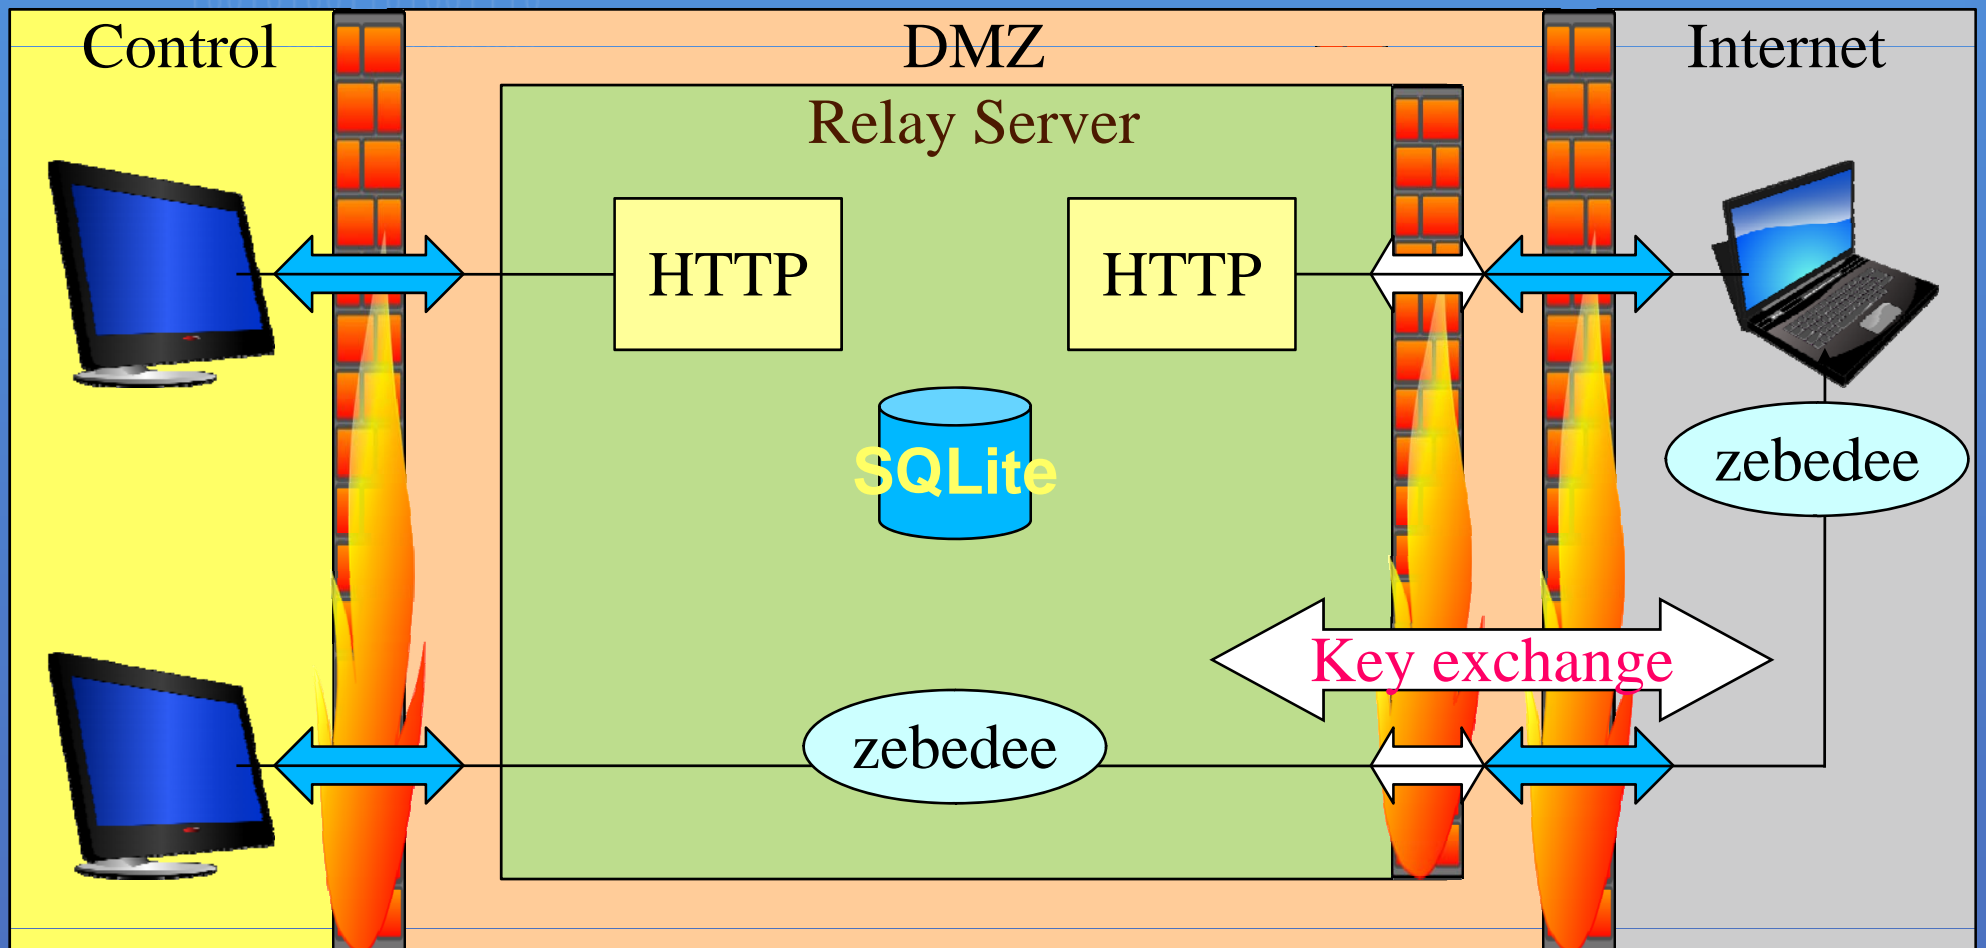 Control
DMZ
Internet
Relay Server
HTTP
HTTP
SQLite
zebedee
Key exchange
zebedee